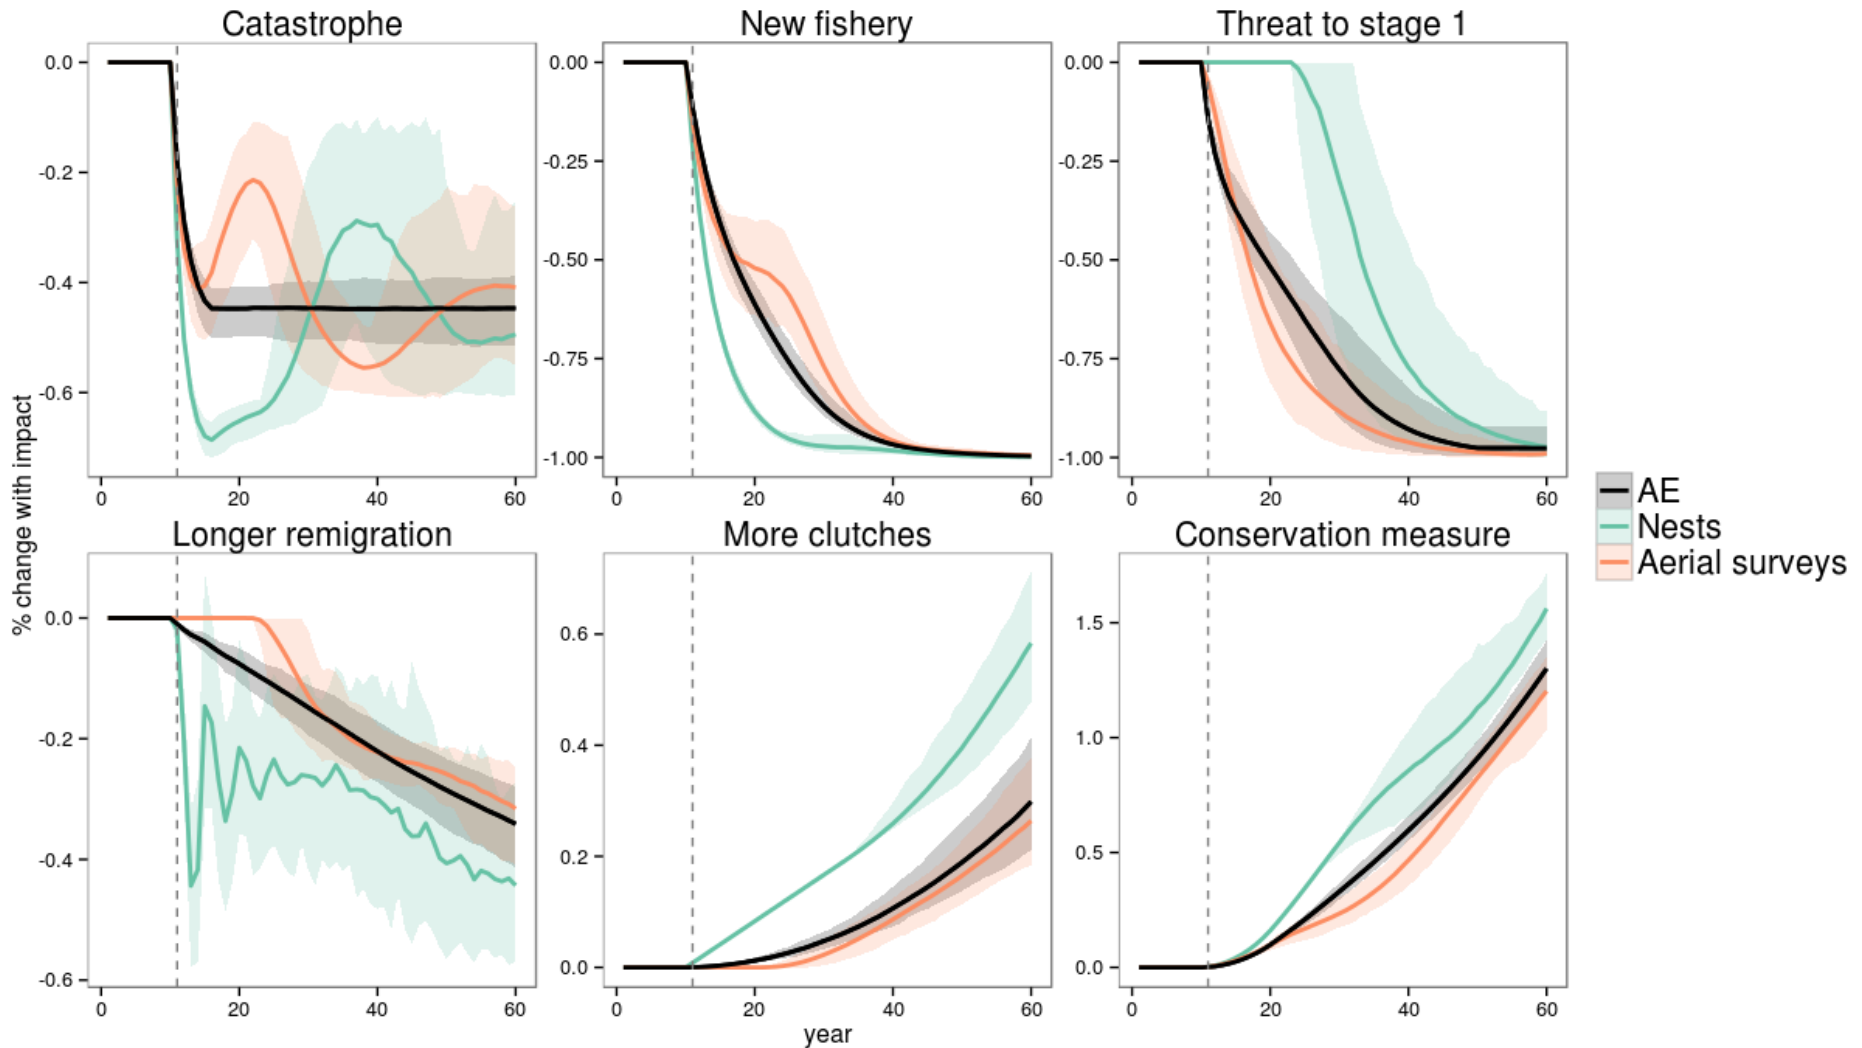 Catastrophe
New fishery
Threat to stage 1
0.0
-0.2
-0.4
-0.6
0.00
-0.25
-0.50
-0.75
-1.00
0.00
-0.25
-0.50
-0.75
-1.00
0 20 40 60
0 20 40 60
0 20 40 60
% change with impact
Longer remigration
More clutches
Conservation measure
0.0
-0.2
-0.4
-0.6
0.6
0.4
0.2
0.0
1.5
1.0
0.5
0.0
0 20 40 60
0 20 40 60
0 20 40 60
year
AE
Nests
Aerial surveys